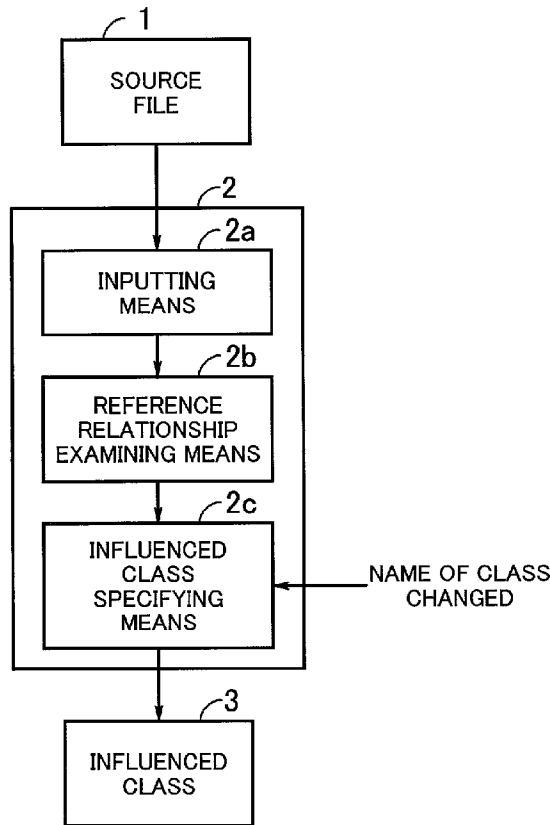 1
SOURCE
FILE
2
2a
INPUTTING
MEANS
2b
REFERENCE
RELATIONSHIP
EXAMINING MEANS
2c
INFLUENCED
CLASS
SPECIFYING
MEANS
NAME OF CLASS
CHANGED
3
INFLUENCED
CLASS